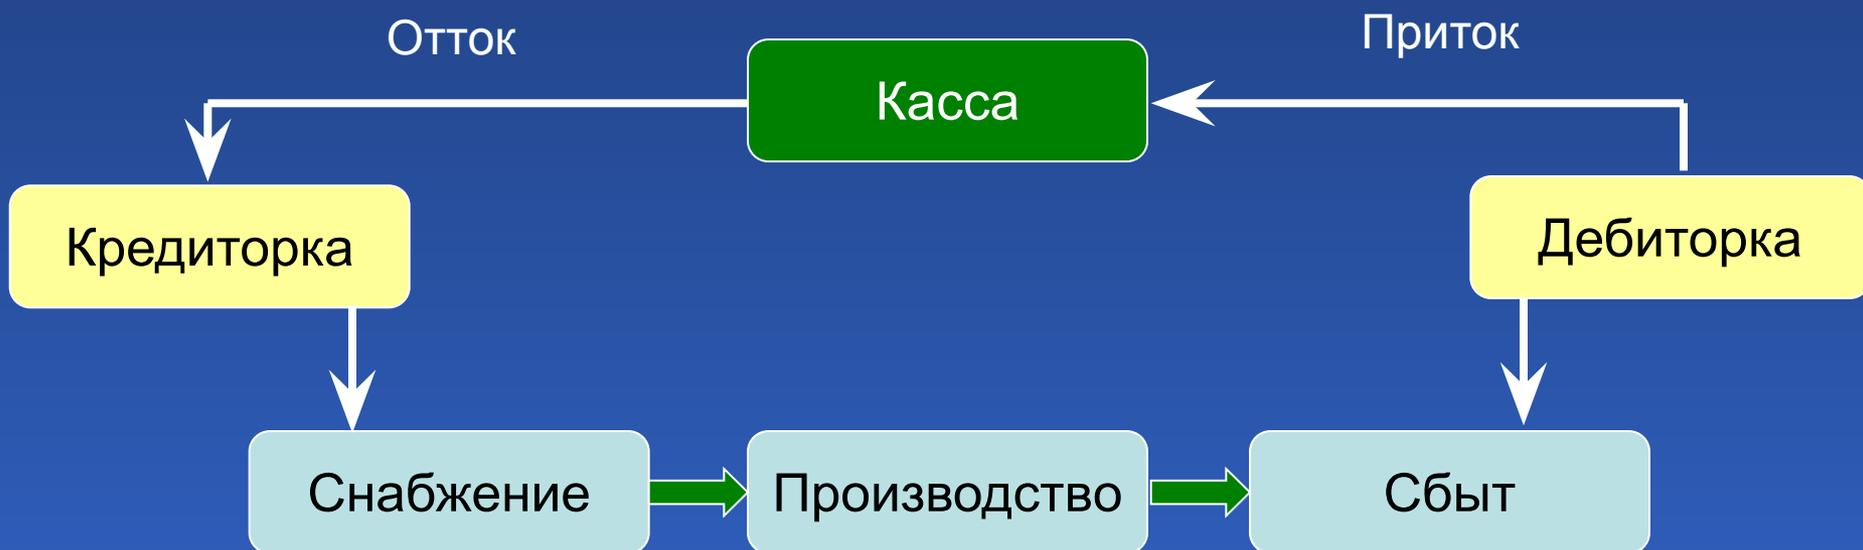 Отток
Приток
Касса
Кредиторка
Дебиторка
Снабжение
Производство
Сбыт